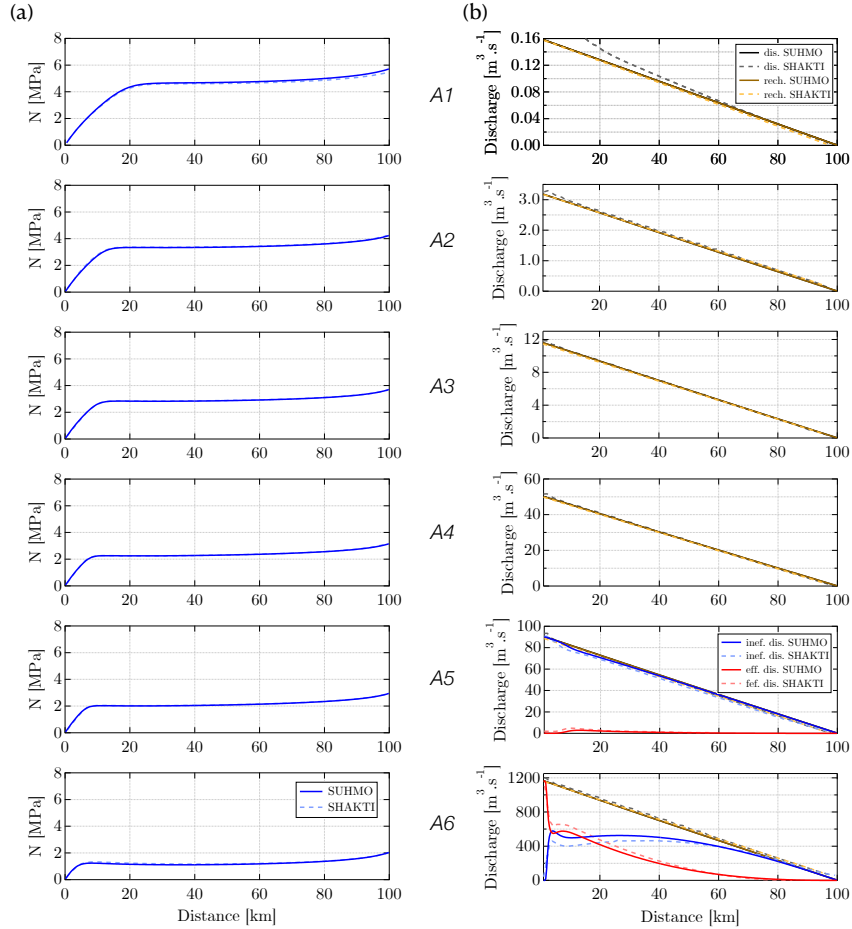 (a)
(b)
N [MPa]
8
6
4
2
0
0 20 40 60 80 100
A1
Discharge [m³.s⁻¹]
0.16
0.12
0.08
0.04
0.00
20 40 60 80 100
dis. SUHMO
dis. SHAKTI
rech. SUHMO
rech. SHAKTI
N [MPa]
8
6
4
2
0
0 20 40 60 80 100
A2
Discharge [m³.s⁻¹]
3.0
2.0
1.0
0.0
20 40 60 80 100
N [MPa]
8
6
4
2
0
0 20 40 60 80 100
A3
Discharge [m³.s⁻¹]
12
8
4
0
20 40 60 80 100
N [MPa]
8
6
4
2
0
0 20 40 60 80 100
A4
Discharge [m³.s⁻¹]
60
40
20
0
20 40 60 80 100
N [MPa]
8
6
4
2
0
0 20 40 60 80 100
A5
Discharge [m³.s⁻¹]
100
80
60
40
20
0
20 40 60 80 100
inef. dis. SUHMO
inef. dis. SHAKTI
eff. dis. SUHMO
fef. dis. SHAKTI
N [MPa]
8
6
4
2
0
0 20 40 60 80 100
Distance [km]
SUHMO
SHAKTI
A6
Discharge [m³.s⁻¹]
1200
800
400
0
20 40 60 80 100
Distance [km]